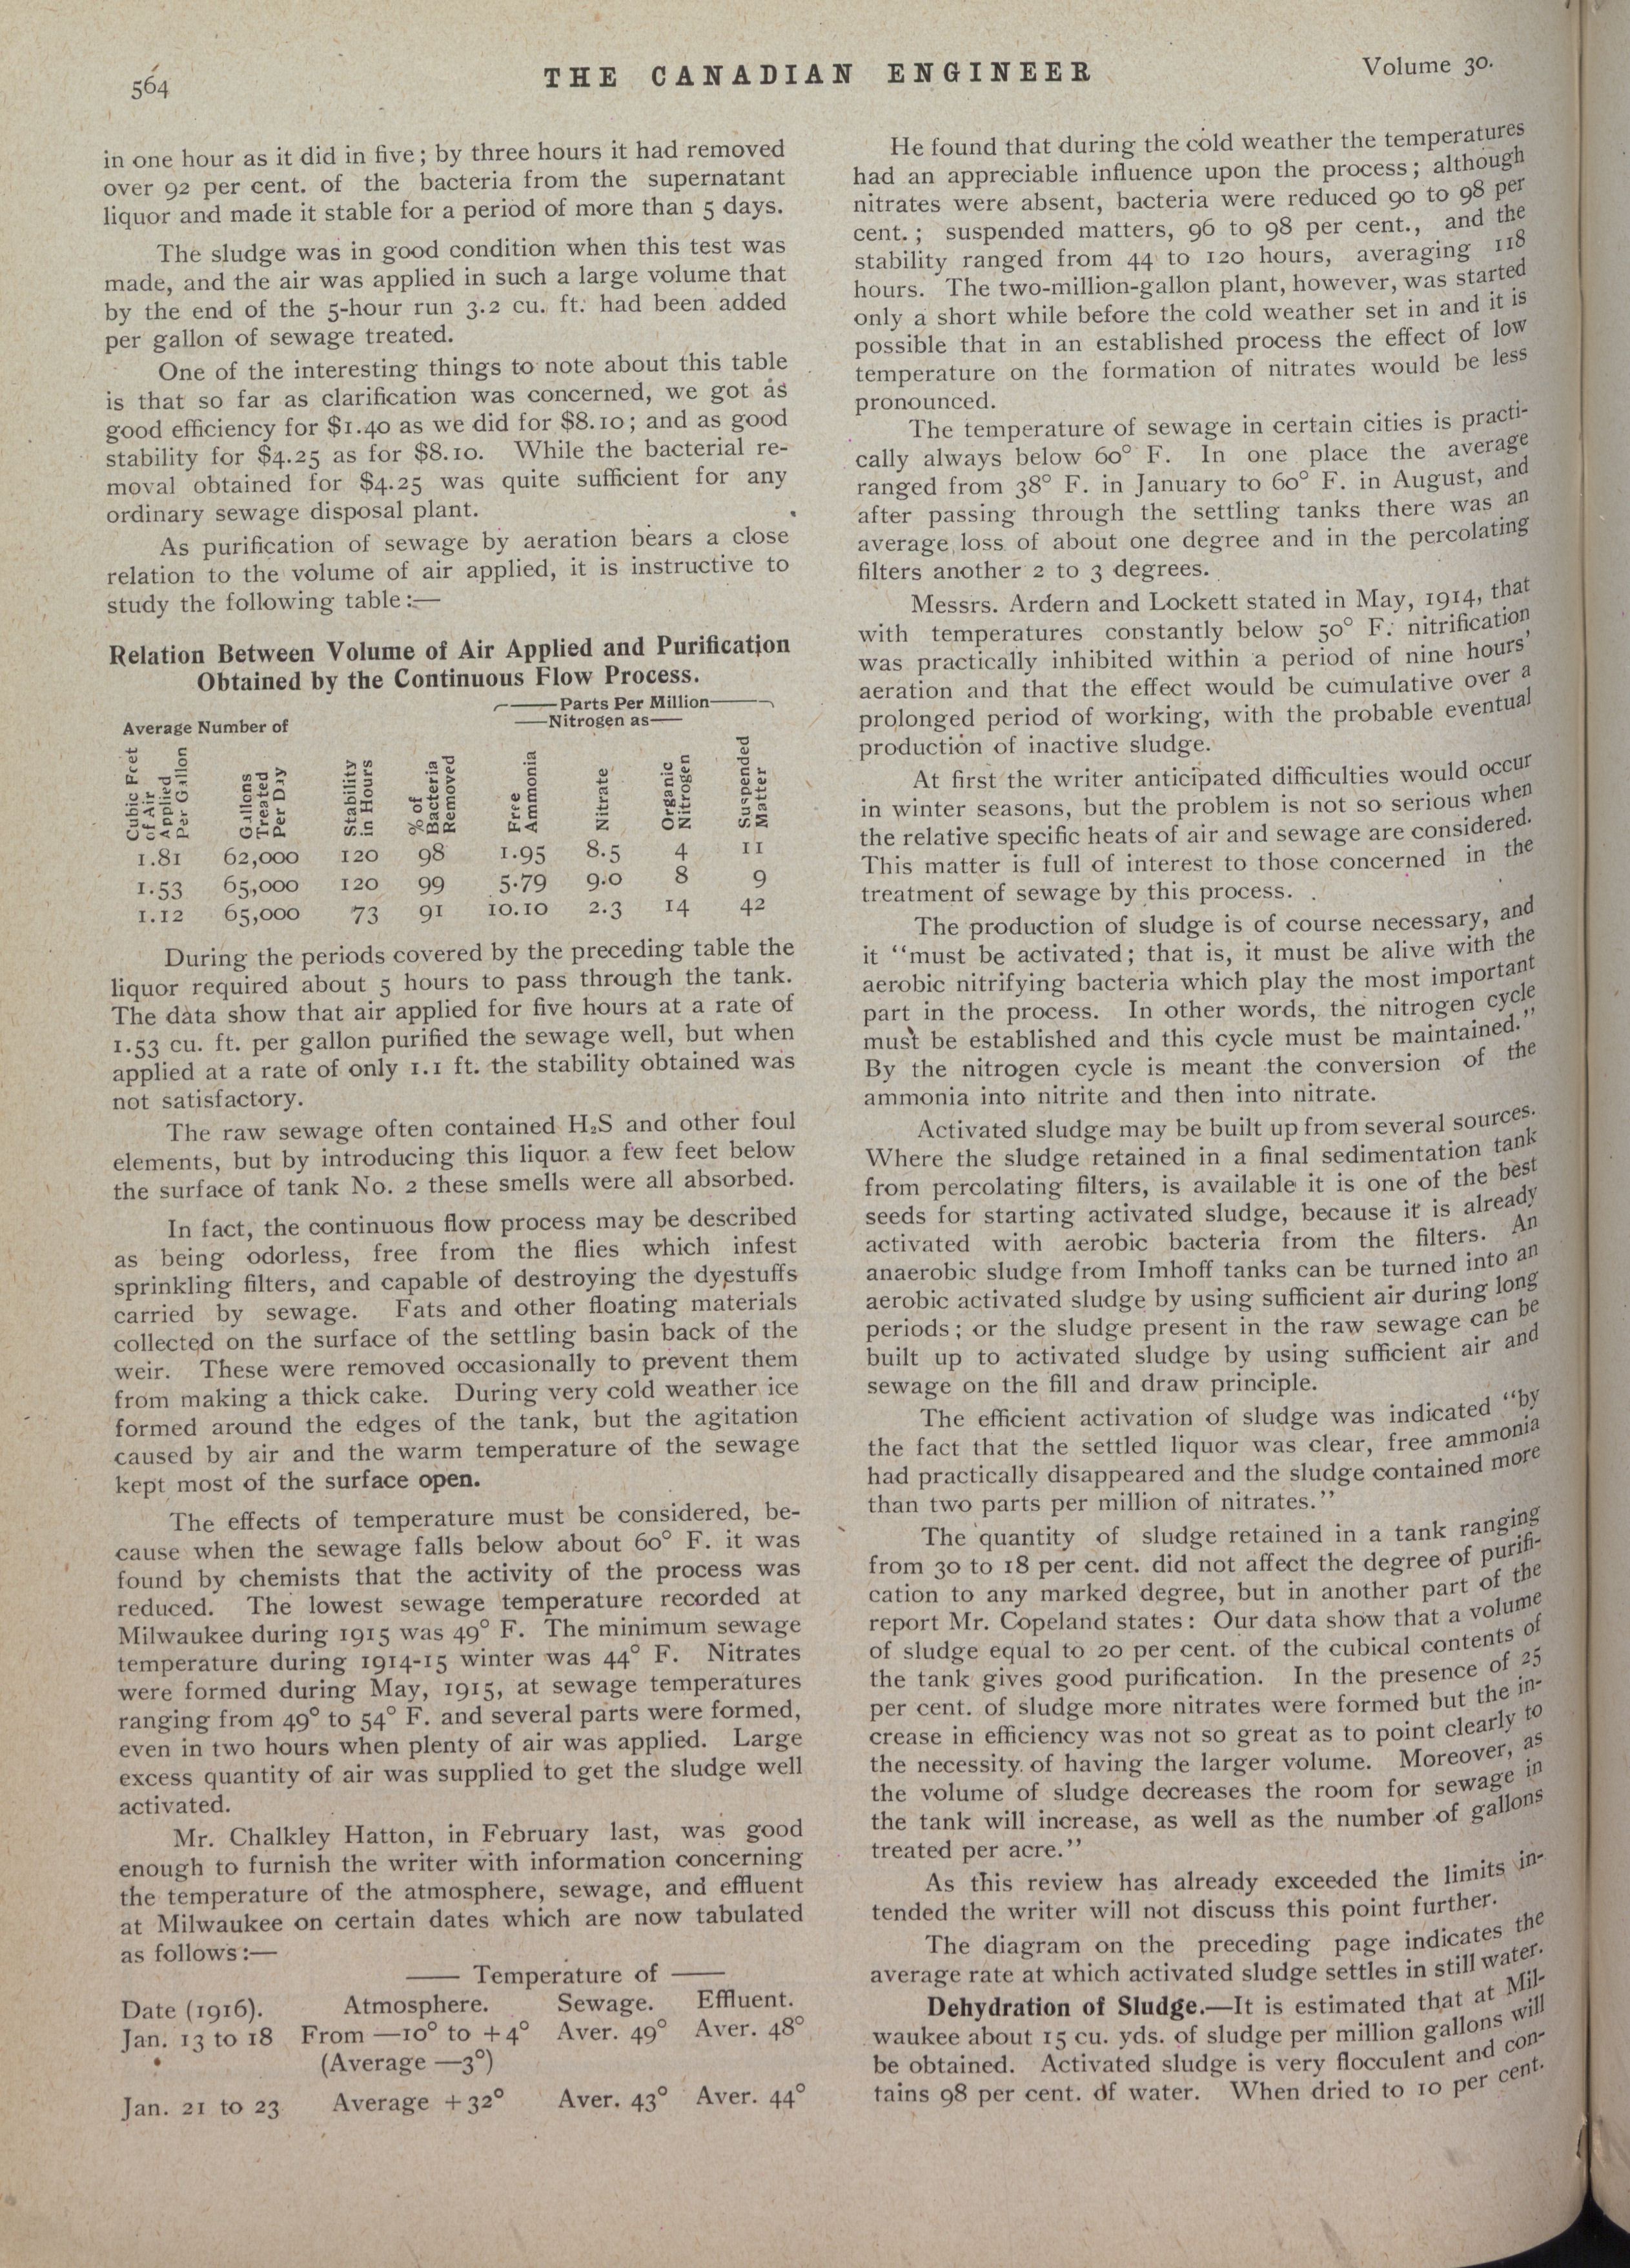 564
THE CANADIAN ENGINEER
Volume 30.
in one hour as it did in five; by three hours it had removed
over 92 per cent. of the bacteria from the supernatant
liquor and made it stable for a period of more than 5 days.
The sludge was in good condition when this test was
made, and the air was applied in such a large volume that
by the end of the 5-hour run 3.2 cu. ft. had been added
per gallon of sewage treated.
One of the interesting things to note about this table
is that so far as clarification was concerned, we got as
good efficiency for $1.40 as we did for $8.10; and as good
stability for $4.25 as for $8.10. While the bacterial re-
moval obtained for $4.25 was quite sufficient for any
ordinary sewage disposal plant.
As purification of sewage by aeration bears a close
relation to the volume of air applied, it is instructive to
study the following table:—
Relation Between Volume of Air Applied and Purification
Obtained by the Continuous Flow Process.
Parts Per Million
Average Number of —Nitrogen as—
Cubic Feet of Air Applied Per Gallon Gallons Treated Per Day Stability in Hours % of Bacteria Removed Free Ammonia Nitrate Organic Nitrogen Suspended Matter
1.81 62,000 120 98 1.95 8.5 4 11
1.53 65,000 120 99 5.79 9.0 8 9
1.12 65,000 73 91 10.10 2.3 14 42
During the periods covered by the preceding table the
liquor required about 5 hours to pass through the tank.
The data show that air applied for five hours at a rate of
1.53 cu. ft. per gallon purified the sewage well, but when
applied at a rate of only 1.1 ft. the stability obtained was
not satisfactory.
The raw sewage often contained H₂S and other foul
elements, but by introducing this liquor a few feet below
the surface of tank No. 2 these smells were all absorbed.
In fact, the continuous flow process may be described
as being odorless, free from the flies which infest
sprinkling filters, and capable of destroying the dyestuffs
carried by sewage. Fats and other floating materials
collected on the surface of the settling basin back of the
weir. These were removed occasionally to prevent them
from making a thick cake. During very cold weather ice
formed around the edges of the tank, but the agitation
caused by air and the warm temperature of the sewage
kept most of the surface open.
The effects of temperature must be considered, be-
cause when the sewage falls below about 60° F. it was
found by chemists that the activity of the process was
reduced. The lowest sewage temperature recorded at
Milwaukee during 1915 was 49° F. The minimum sewage
temperature during 1914-15 winter was 44° F. Nitrates
were formed during May, 1915, at sewage temperatures
ranging from 49° to 54° F. and several parts were formed,
even in two hours when plenty of air was applied. Large
excess quantity of air was supplied to get the sludge well
activated.
Mr. Chalkley Hatton, in February last, was good
enough to furnish the writer with information concerning
the temperature of the atmosphere, sewage, and effluent
at Milwaukee on certain dates which are now tabulated
as follows:—
—— Temperature of ——
Date (1916). Atmosphere. Sewage. Effluent.
Jan. 13 to 18 From —10° to +4° Aver. 49° Aver. 48°
(Average —3°)
Jan. 21 to 23 Average +32° Aver. 43° Aver. 44°
He found that during the cold weather the temperatures
had an appreciable influence upon the process; although
nitrates were absent, bacteria were reduced 90 to 98 per
cent.; suspended matters, 96 to 98 per cent., and the
stability ranged from 44 to 120 hours, averaging 118
hours. The two-million-gallon plant, however, was started
only a short while before the cold weather set in and it is
possible that in an established process the effect of low
temperature on the formation of nitrates would be less
pronounced.
The temperature of sewage in certain cities is practi-
cally always below 60° F. In one place the average
ranged from 38° F. in January to 60° F. in August, and
after passing through the settling tanks there was an
average loss of about one degree and in the percolating
filters another 2 to 3 degrees.
Messrs. Ardern and Lockett stated in May, 1914, that
with temperatures constantly below 50° F. nitrification
was practically inhibited within a period of nine hours'
aeration and that the effect would be cumulative over a
prolonged period of working, with the probable eventual
production of inactive sludge.
At first the writer anticipated difficulties would occur
in winter seasons, but the problem is not so serious when
the relative specific heats of air and sewage are considered.
This matter is full of interest to those concerned in the
treatment of sewage by this process.
The production of sludge is of course necessary, and
it "must be activated; that is, it must be alive with the
aerobic nitrifying bacteria which play the most important
part in the process. In other words, the nitrogen cycle
must be established and this cycle must be maintained."
By the nitrogen cycle is meant the conversion of the
ammonia into nitrite and then into nitrate.
Activated sludge may be built up from several sources.
Where the sludge retained in a final sedimentation tank
from percolating filters, is available it is one of the best
seeds for starting activated sludge, because it is already
activated with aerobic bacteria from the filters. An
anaerobic sludge from Imhoff tanks can be turned into an
aerobic activated sludge by using sufficient air during long
periods; or the sludge present in the raw sewage can be
built up to activated sludge by using sufficient air and
sewage on the fill and draw principle.
The efficient activation of sludge was indicated "by
the fact that the settled liquor was clear, free ammonia
had practically disappeared and the sludge contained more
than two parts per million of nitrates."
The quantity of sludge retained in a tank ranging
from 30 to 18 per cent. did not affect the degree of purifi-
cation to any marked degree, but in another part of the
report Mr. Copeland states: Our data show that a volume
of sludge equal to 20 per cent. of the cubical contents of
the tank gives good purification. In the presence of 25
per cent. of sludge more nitrates were formed but the in-
crease in efficiency was not so great as to point clearly to
the necessity of having the larger volume. Moreover, as
the volume of sludge decreases the room for sewage in
the tank will increase, as well as the number of gallons
treated per acre."
As this review has already exceeded the limits in-
tended the writer will not discuss this point further.
The diagram on the preceding page indicates the
average rate at which activated sludge settles in still water.
Dehydration of Sludge.—It is estimated that at Mil-
waukee about 15 cu. yds. of sludge per million gallons will
be obtained. Activated sludge is very flocculent and con-
tains 98 per cent. of water. When dried to 10 per cent.